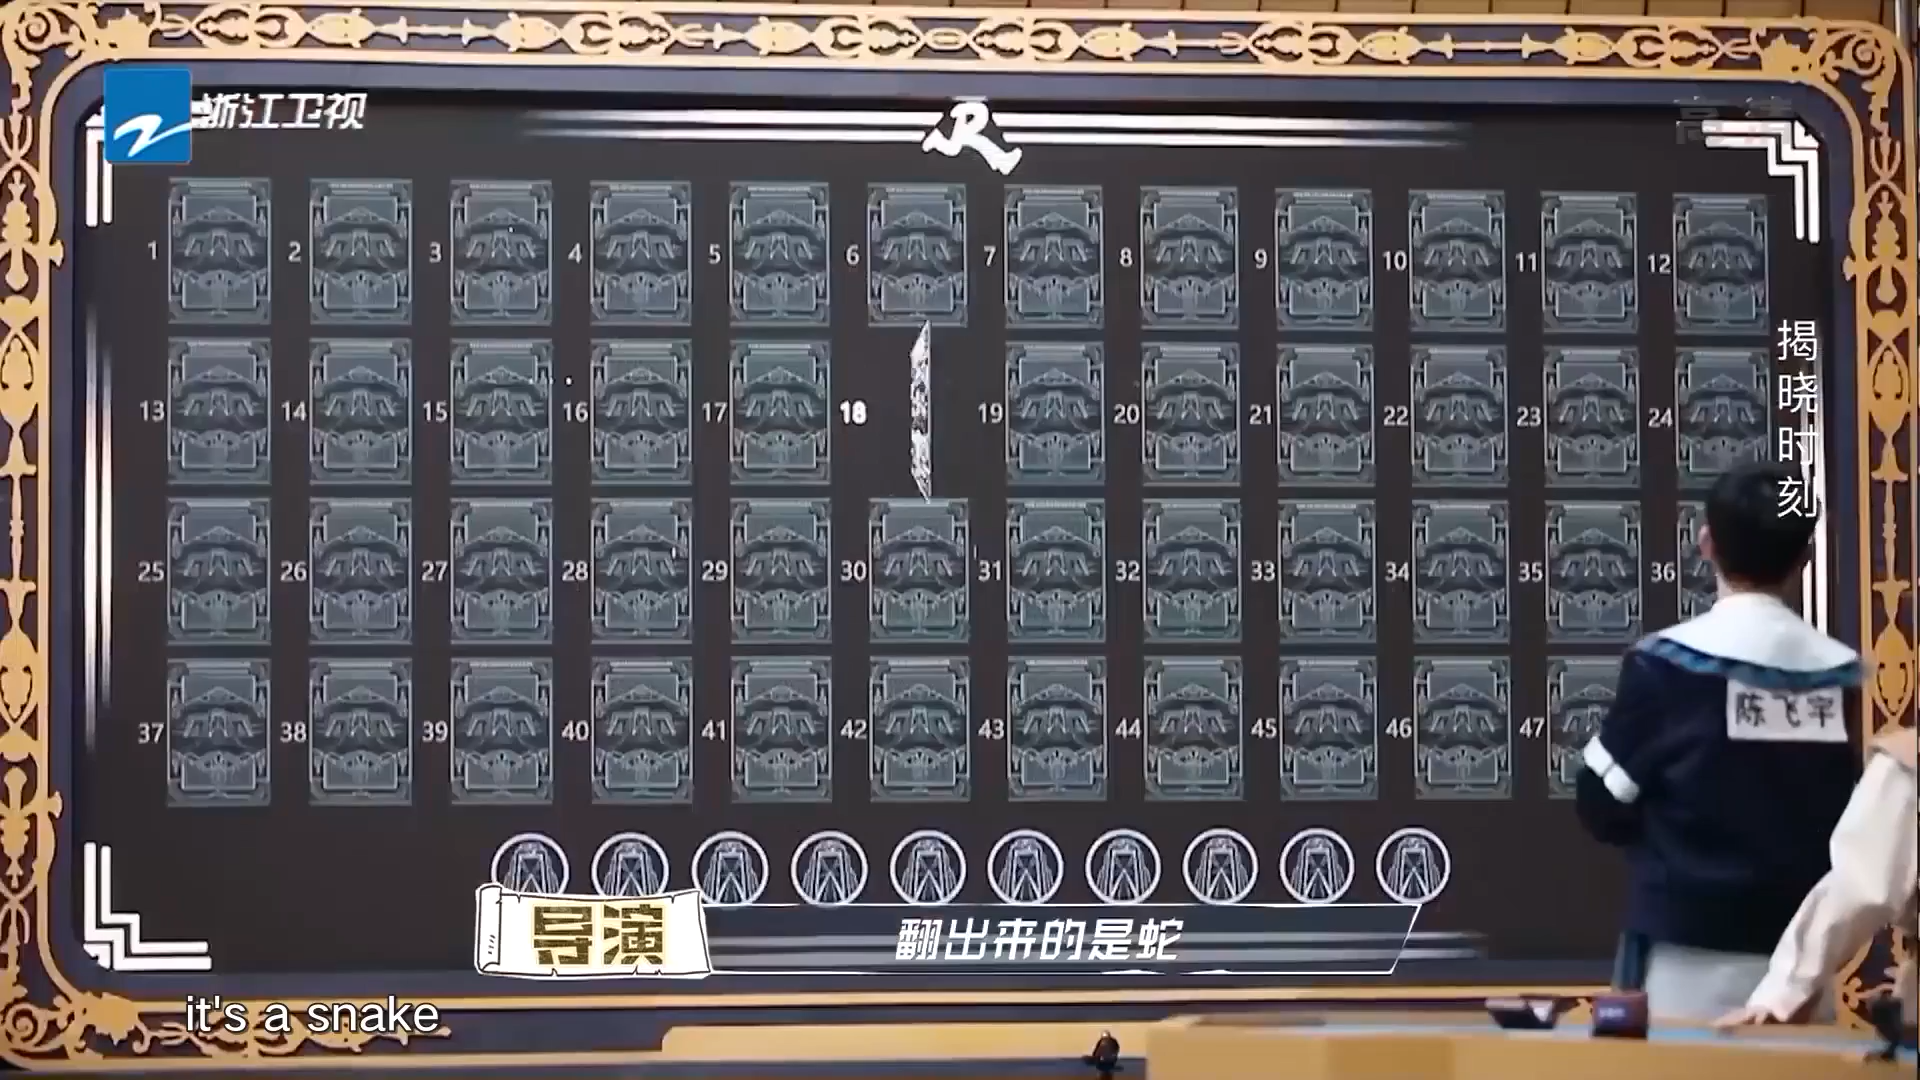 浙江卫视
R
高清
1 2 3 4 5 6 7 8 9 10 11 12
13 14 15 16 17 18 19 20 21 22 23 24
25 26 27 28 29 30 31 32 33 34 35 36
37 38 39 40 41 42 43 44 45 46 47
揭晓时刻
陈飞宇
导演
翻出来的是蛇
it's a snake